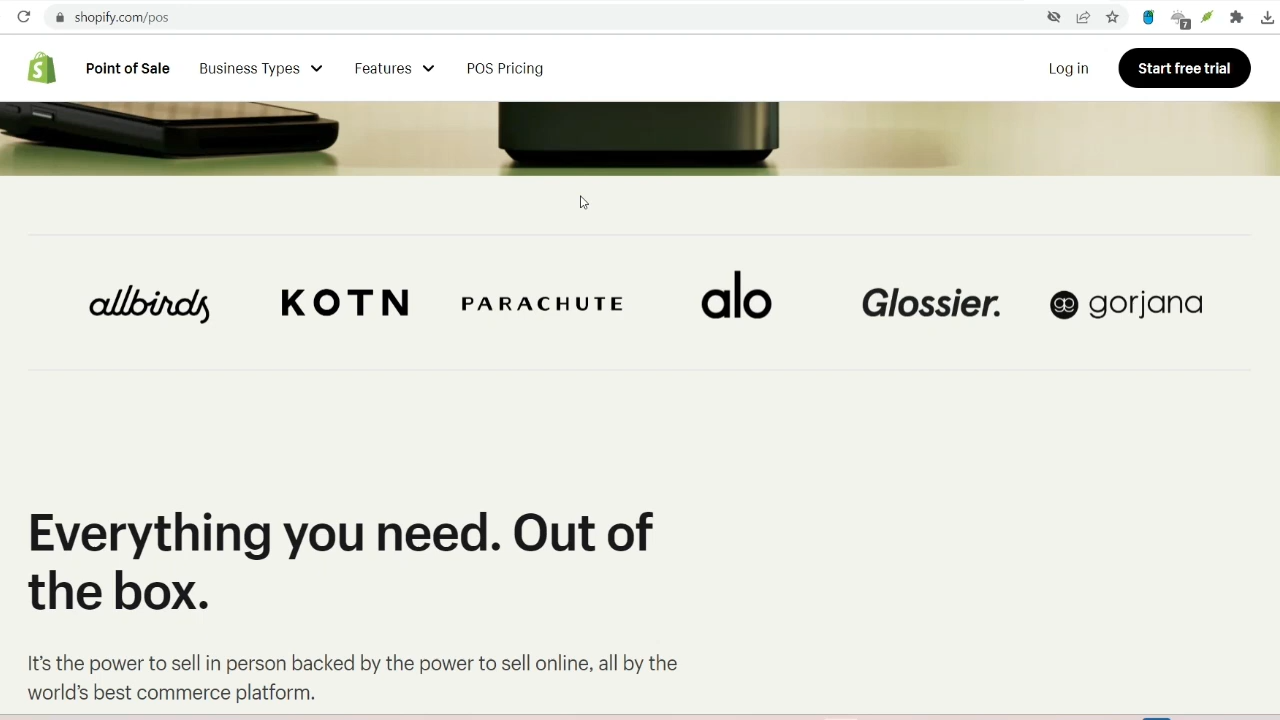 shopify.com/pos
7
Point of Sale Business Types Features POS Pricing Log in Start free trial
allbirds KOTN PARACHUTE alo Glossier. gorjana
Everything you need. Out of
the box.
It's the power to sell in person backed by the power to sell online, all by the
world's best commerce platform.